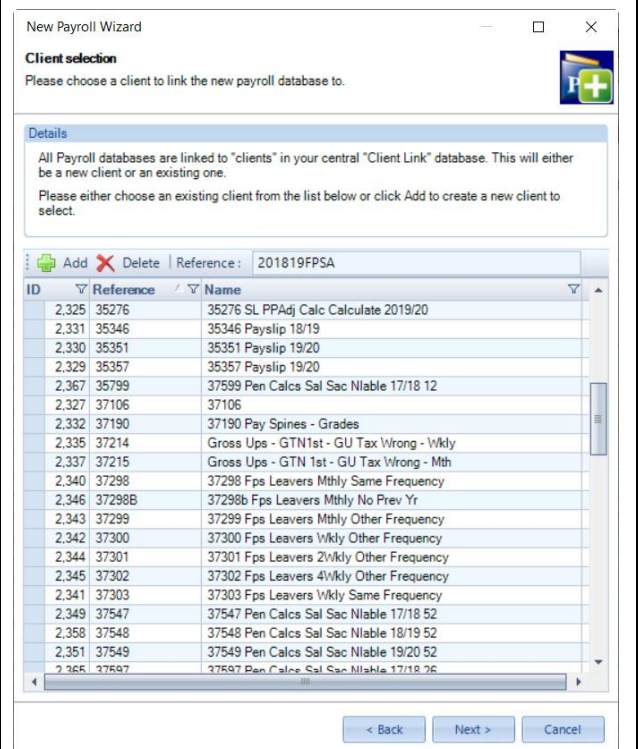 New Payroll Wizard
Client selection
Please choose a client to link the new payroll database to.
P
Details
All Payroll databases are linked to "clients" in your central "Client Link" database. This will either
be a new client or an existing one.
Please either choose an existing client from the list below or click Add to create a new client to
select.
Add Delete Reference: 201819FPSA
ID Reference Name
2,325 35276 35276 SL PPAdj Calc Calculate 2019/20
2,331 35346 35346 Payslip 18/19
2,330 35351 35351 Payslip 19/20
2,329 35357 35357 Payslip 19/20
2,367 35799 37599 Pen Calcs Sal Sac NIable 17/18 12
2,327 37106 37106
2,332 37190 37190 Pay Spines - Grades
2,335 37214 Gross Ups - GTN1st - GU Tax Wrong - Wkly
2,337 37215 Gross Ups - GTN 1st - GU Tax Wrong - Mth
2,340 37298 37298 Fps Leavers Mthly Same Frequency
2,346 37298B 37298b Fps Leavers Mthly No Prev Yr
2,343 37299 37299 Fps Leavers Mthly Other Frequency
2,342 37300 37300 Fps Leavers Wkly Other Frequency
2,344 37301 37301 Fps Leavers 2Wkly Other Frequency
2,345 37302 37302 Fps Leavers 4Wkly Other Frequency
2,341 37303 37303 Fps Leavers Wkly Same Frequency
2,349 37547 37547 Pen Calcs Sal Sac NIable 17/18 52
2,358 37548 37548 Pen Calcs Sal Sac NIable 18/19 52
2,351 37549 37549 Pen Calcs Sal Sac NIable 19/20 52
2,365 37597 37597 Pen Calcs Sal Sac NIable 17/18 26
< Back Next > Cancel